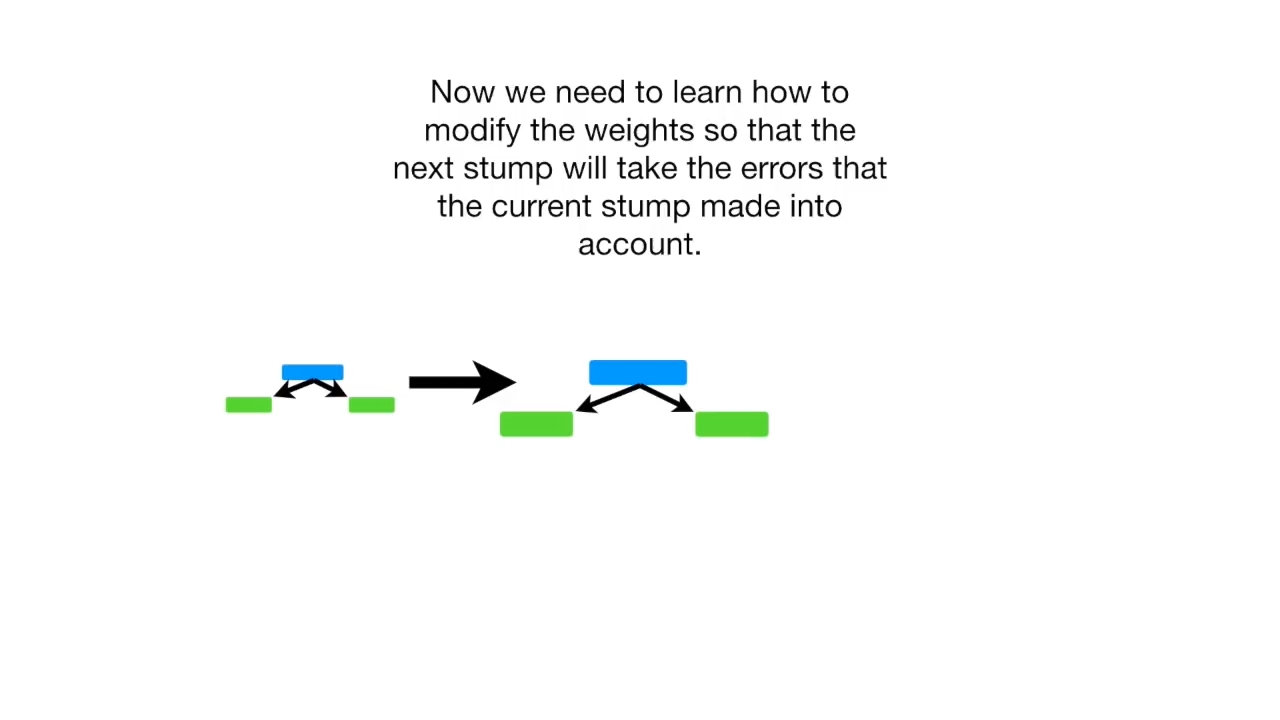 Now we need to learn how to
modify the weights so that the
next stump will take the errors that
the current stump made into
account.